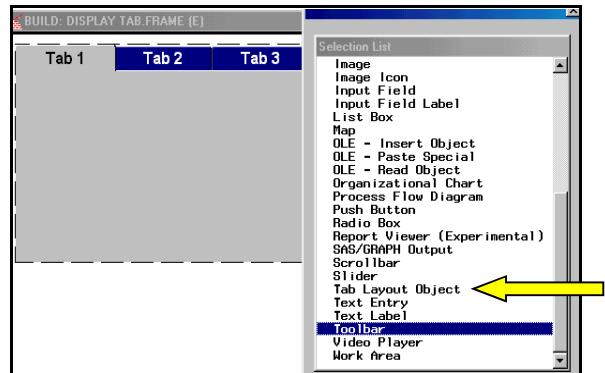 BUILD: DISPLAY TAB.FRAME (E)
Tab 1 Tab 2 Tab 3
Selection List
Image
Image Icon
Input Field
Input Field Label
List Box
Map
OLE - Insert Object
OLE - Paste Special
OLE - Read Object
Organizational Chart
Process Flow Diagram
Push Button
Radio Box
Report Viewer (Experimental)
SAS/GRAPH Output
Scrollbar
Slider
Tab Layout Object
Text Entry
Text Label
Toolbar
Video Player
Work Area